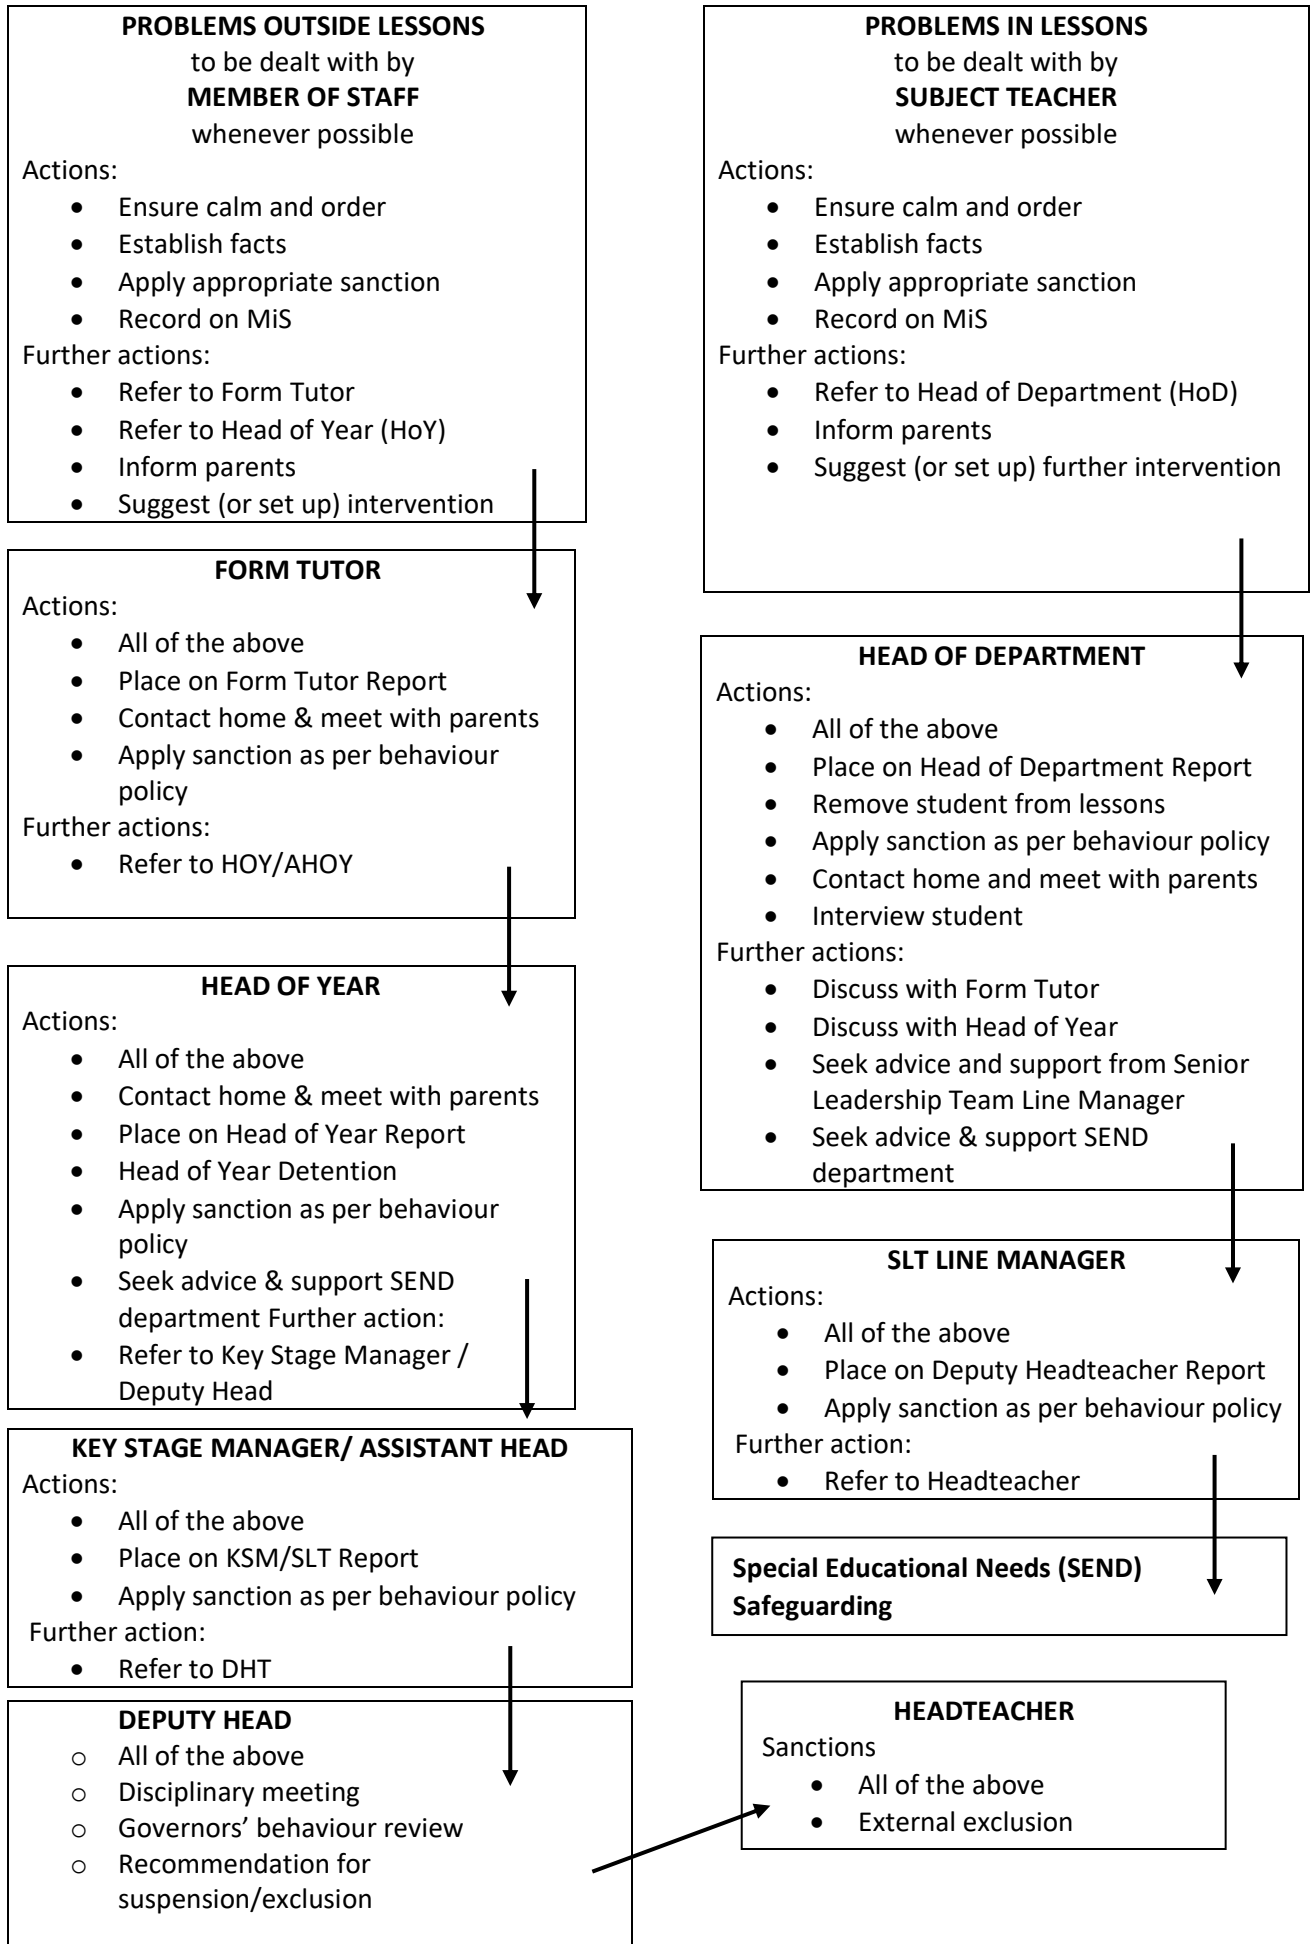 PROBLEMS OUTSIDE LESSONS
to be dealt with by
MEMBER OF STAFF
whenever possible
Actions:
• Ensure calm and order
• Establish facts
• Apply appropriate sanction
• Record on MiS
Further actions:
• Refer to Form Tutor
• Refer to Head of Year (HoY)
• Inform parents
• Suggest (or set up) intervention
FORM TUTOR
Actions:
• All of the above
• Place on Form Tutor Report
• Contact home & meet with parents
• Apply sanction as per behaviour
policy
Further actions:
• Refer to HOY/AHOY
HEAD OF YEAR
Actions:
• All of the above
• Contact home & meet with parents
• Place on Head of Year Report
• Head of Year Detention
• Apply sanction as per behaviour
policy
• Seek advice & support SEND
department Further action:
• Refer to Key Stage Manager /
Deputy Head
KEY STAGE MANAGER/ ASSISTANT HEAD
Actions:
• All of the above
• Place on KSM/SLT Report
• Apply sanction as per behaviour policy
Further action:
• Refer to DHT
DEPUTY HEAD
o All of the above
o Disciplinary meeting
o Governors’ behaviour review
o Recommendation for
suspension/exclusion
PROBLEMS IN LESSONS
to be dealt with by
SUBJECT TEACHER
whenever possible
Actions:
• Ensure calm and order
• Establish facts
• Apply appropriate sanction
• Record on MiS
Further actions:
• Refer to Head of Department (HoD)
• Inform parents
• Suggest (or set up) further intervention
HEAD OF DEPARTMENT
Actions:
• All of the above
• Place on Head of Department Report
• Remove student from lessons
• Apply sanction as per behaviour policy
• Contact home and meet with parents
• Interview student
Further actions:
• Discuss with Form Tutor
• Discuss with Head of Year
• Seek advice and support from Senior
Leadership Team Line Manager
• Seek advice & support SEND
department
SLT LINE MANAGER
Actions:
• All of the above
• Place on Deputy Headteacher Report
• Apply sanction as per behaviour policy
Further action:
• Refer to Headteacher
Special Educational Needs (SEND)
Safeguarding
HEADTEACHER
Sanctions
• All of the above
• External exclusion